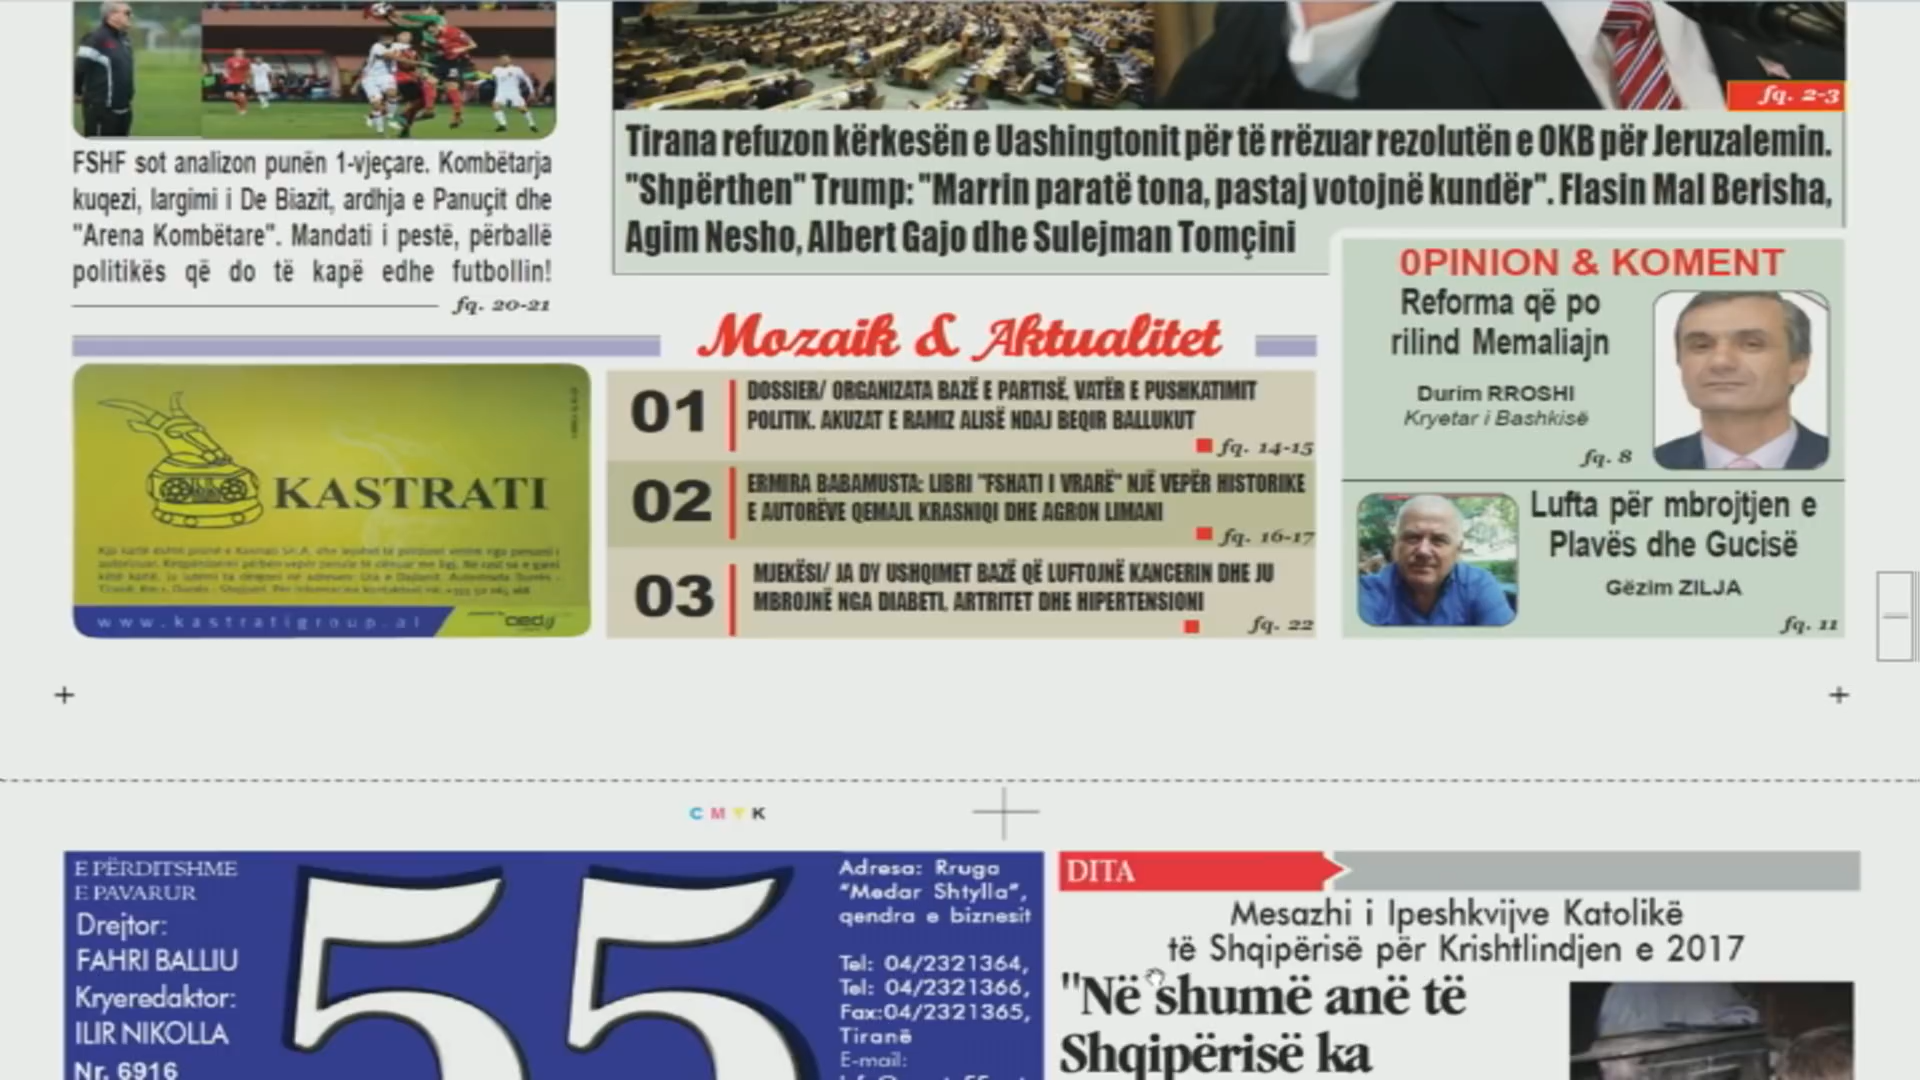 fq. 2-3
FSHF sot analizon punën 1-vjeçare. Kombëtarja
kuqezi, largimi i De Biazit, ardhja e Panuçit dhe
"Arena Kombëtare". Mandati i pestë, përballë
politikës që do të kapë edhe futbollin!
fq. 20-21
Tirana refuzon kërkesën e Uashingtonit për të rrëzuar rezolutën e OKB për Jeruzalemin.
"Shpërthen" Trump: "Marrin paratë tona, pastaj votojnë kundër". Flasin Mal Berisha,
Agim Nesho, Albert Gajo dhe Sulejman Tomçini
Mozaik & Aktualitet
KASTRATI
www.kastratigroup.al
01
DOSSIER/ ORGANIZATA BAZË E PARTISË, VATËR E PUSHKATIMIT
POLITIK. AKUZAT E RAMIZ ALISË NDAJ BEQIR BALLUKUT
fq. 14-15
02
ERMIRA BABAMUSTA: LIBRI "FSHATI I VRARË" NJË VEPËR HISTORIKE
E AUTORËVE QEMAJL KRASNIQI DHE AGRON LIMANI
fq. 16-17
03
MJEKËSI/ JA DY USHQIMET BAZË QË LUFTOJNË KANCERIN DHE JU
MBROJNË NGA DIABETI, ARTRITET DHE HIPERTENSIONI
fq. 22
0PINION & KOMENT
Reforma që po
rilind Memaliajn
Durim RROSHI
Kryetar i Bashkisë
fq. 8
Lufta për mbrojtjen e
Plavës dhe Gucisë
Gëzim ZILJA
fq. 11
C M Y K
E PËRDITSHME
E PAVARUR
Drejtor:
FAHRI BALLIU
Kryeredaktor:
ILIR NIKOLLA
Nr. 6916
55
Adresa: Rruga
"Medar Shtylla",
qendra e biznesit
Tel: 04/2321364,
Tel: 04/2321366,
Fax:04/2321365,
Tiranë
E-mail:
DITA
Mesazhi i Ipeshkvijve Katolikë
të Shqipërisë për Krishtlindjen e 2017
"Në shumë anë të
Shqipërisë ka